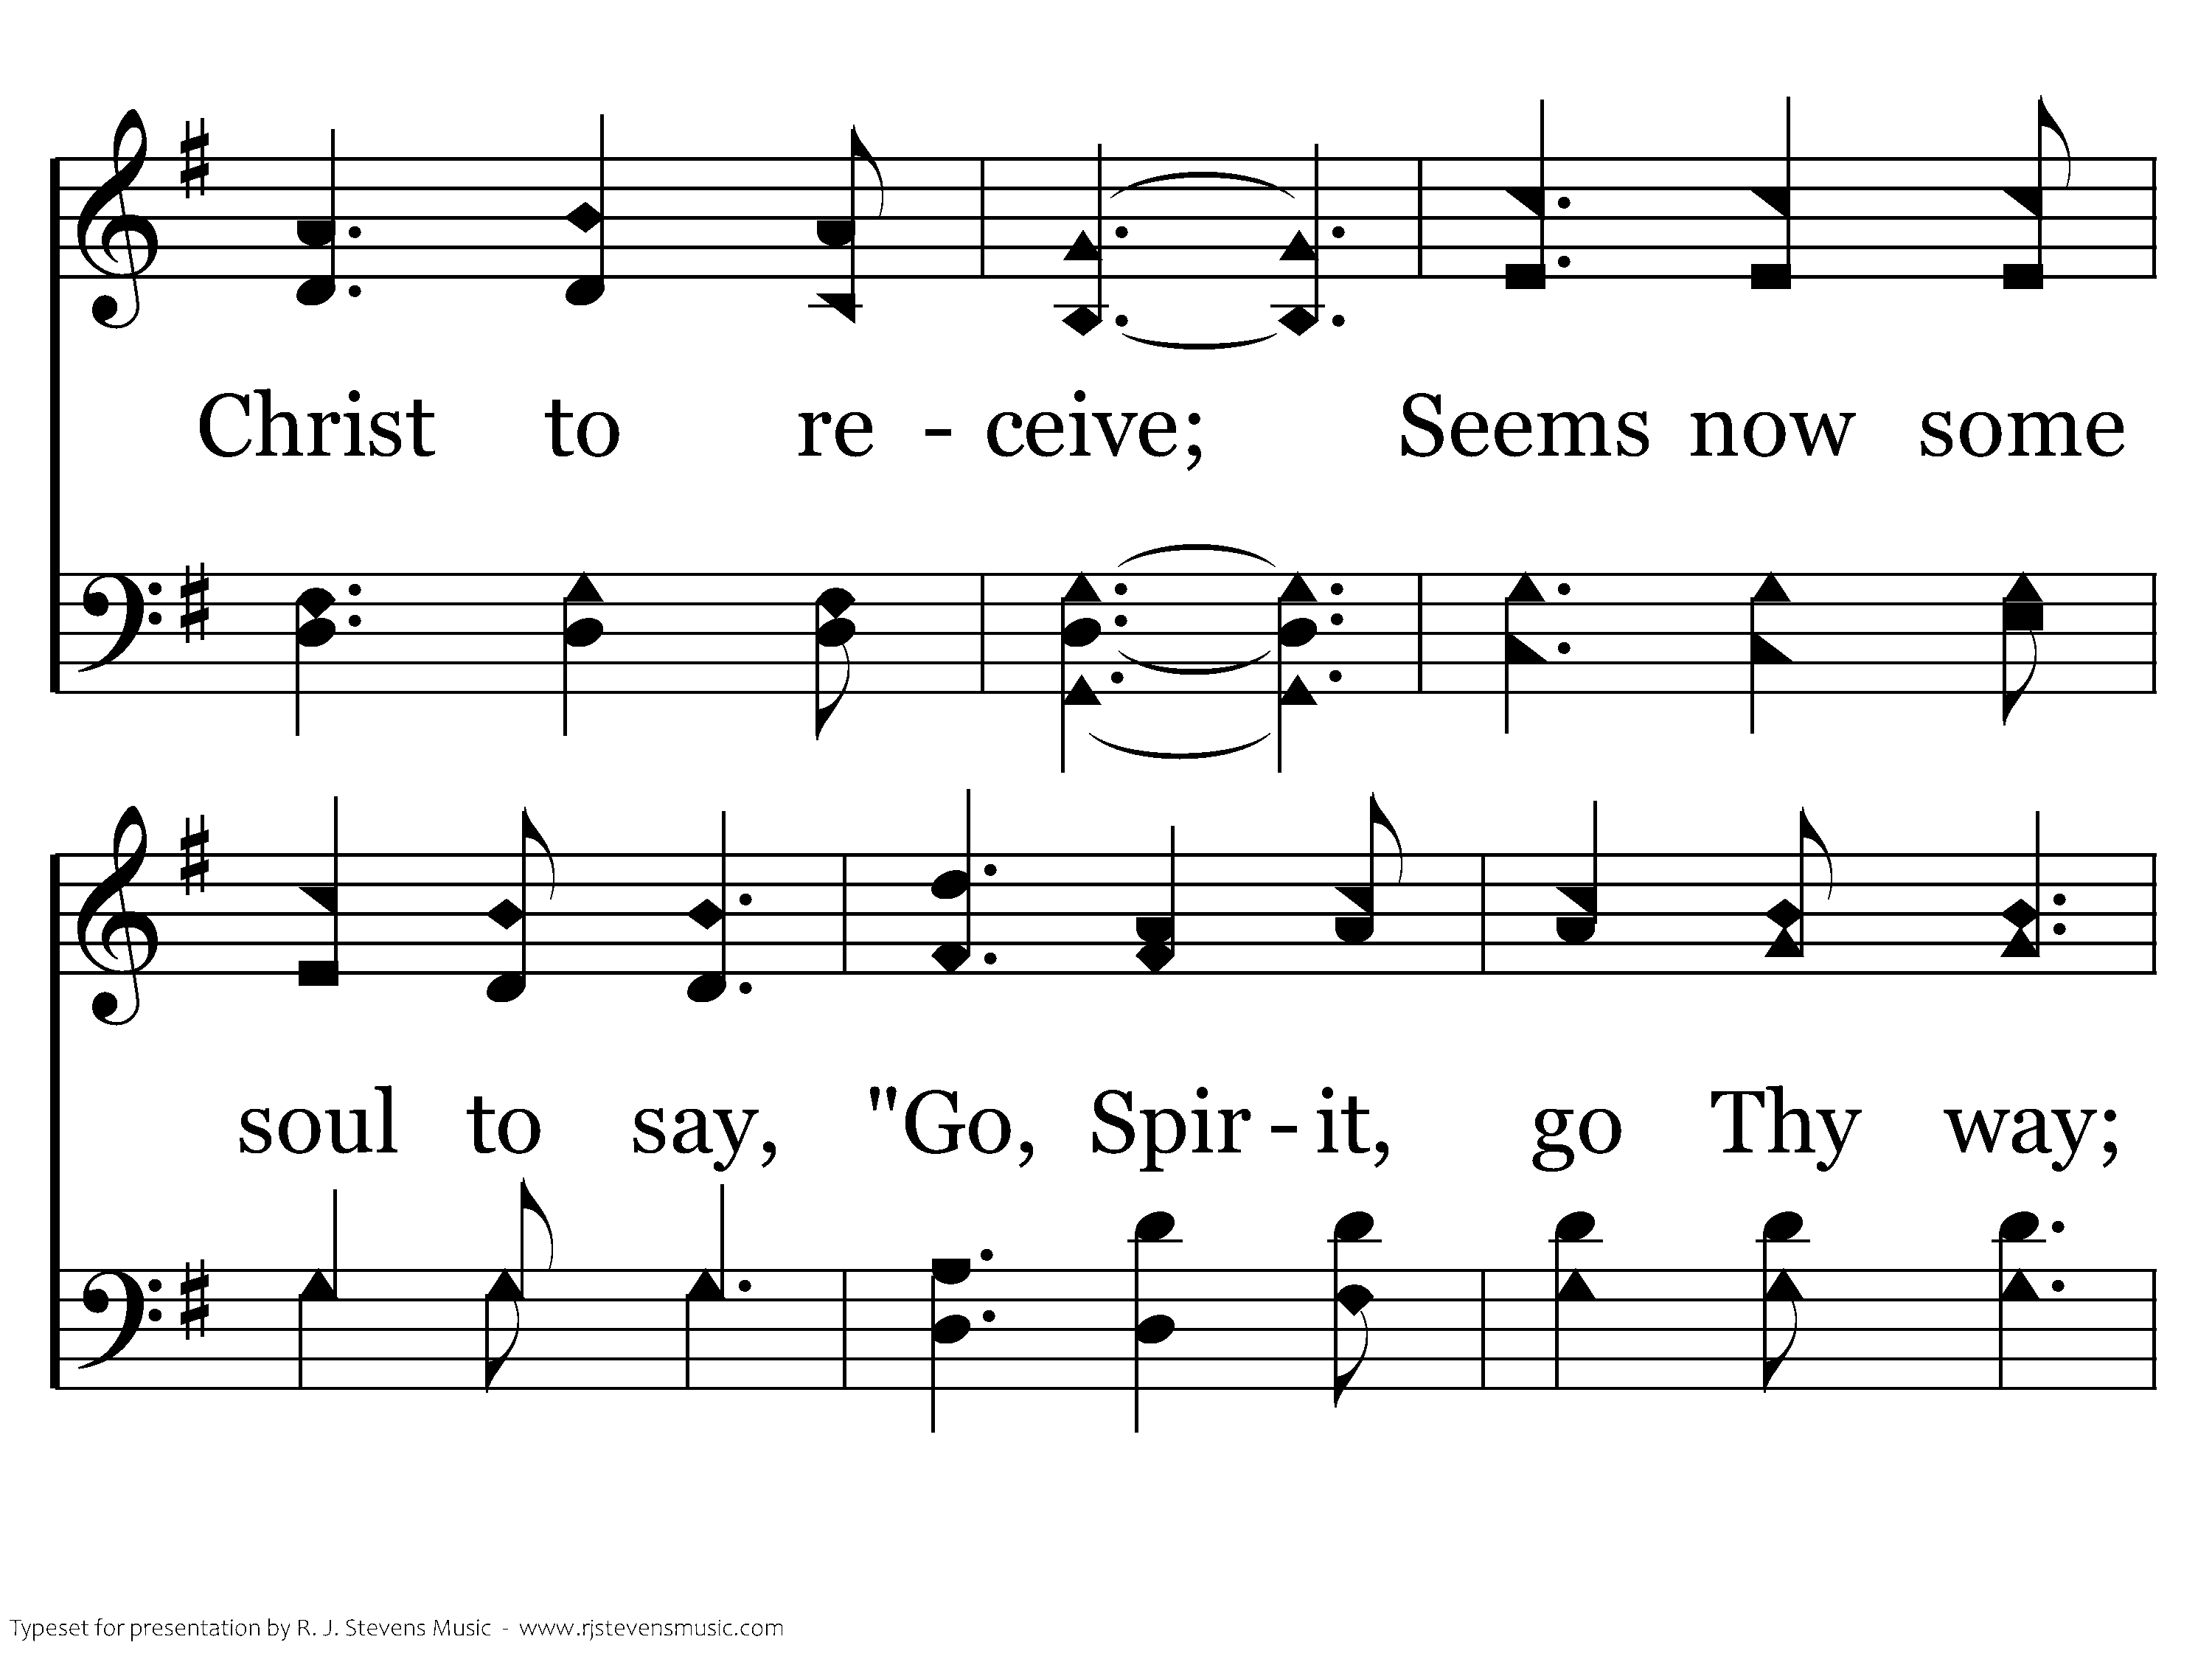 Christ to re - ceive; Seems now some
soul to say, "Go, Spir - it, go Thy way;
Typeset for presentation by R. J. Stevens Music - www.rjstevensmusic.com